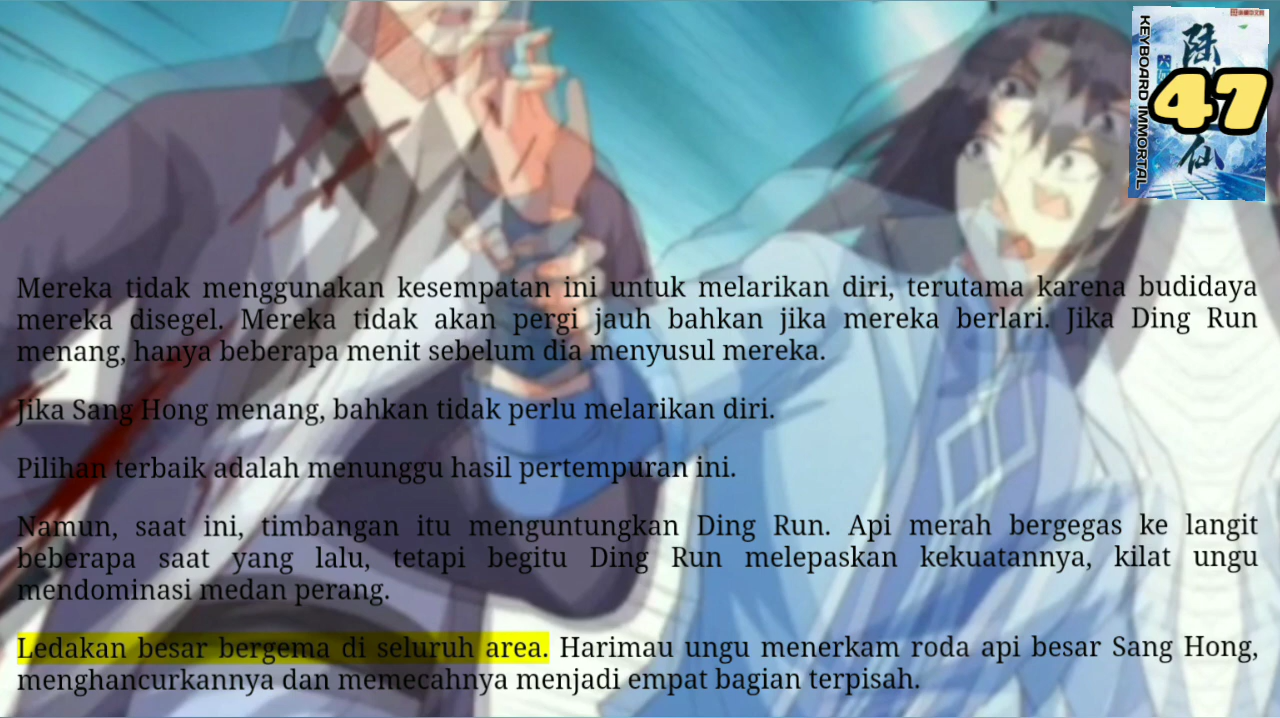 KEYBOARD IMMORTAL
47
仙
Mereka tidak menggunakan kesempatan ini untuk melarikan diri, terutama karena budidaya
mereka disegel. Mereka tidak akan pergi jauh bahkan jika mereka berlari. Jika Ding Run
menang, hanya beberapa menit sebelum dia menyusul mereka.
Jika Sang Hong menang, bahkan tidak perlu melarikan diri.
Pilihan terbaik adalah menunggu hasil pertempuran ini.
Namun, saat ini, timbangan itu menguntungkan Ding Run. Api merah bergegas ke langit
beberapa saat yang lalu, tetapi begitu Ding Run melepaskan kekuatannya, kilat ungu
mendominasi medan perang.
Ledakan besar bergema di seluruh area. Harimau ungu menerkam roda api besar Sang Hong,
menghancurkannya dan memecahnya menjadi empat bagian terpisah.